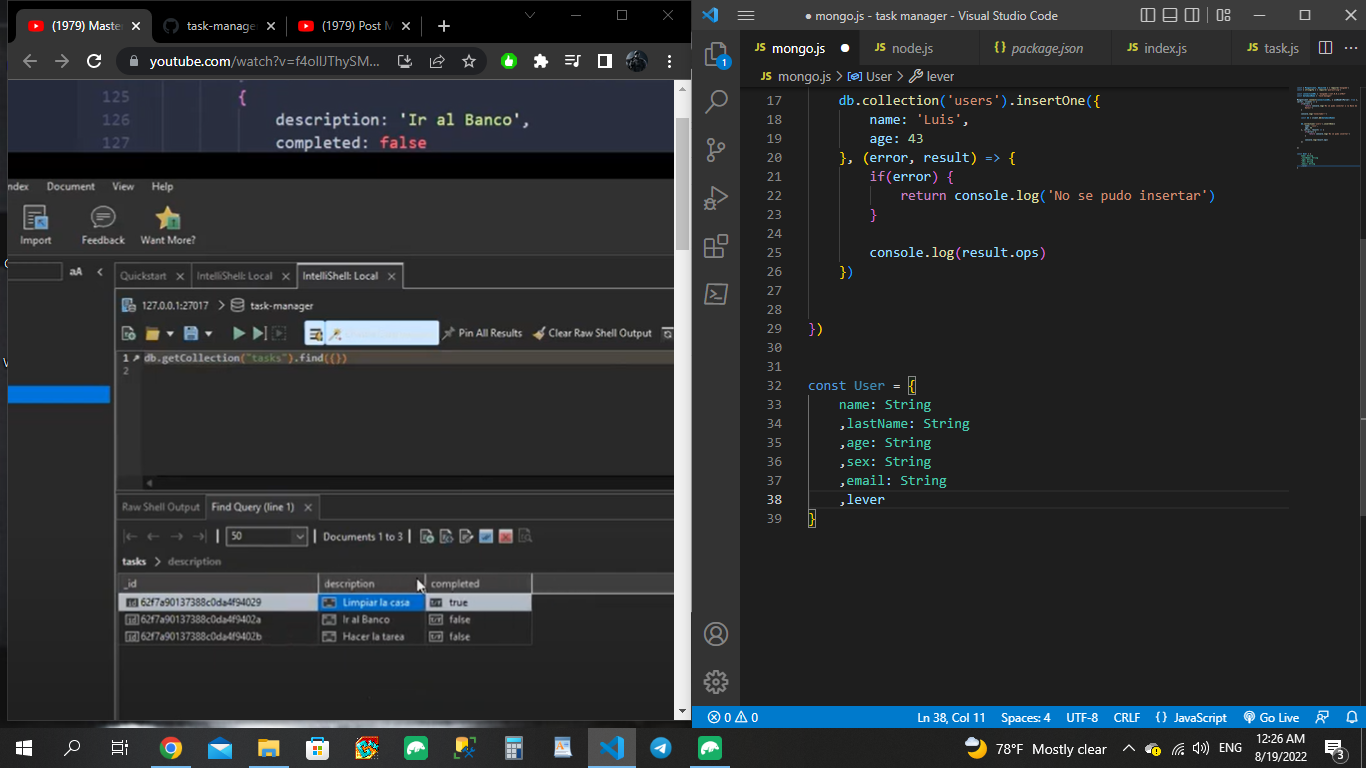 (1979) Maste
task-manage
(1979) Post M
youtube.com/watch?v=f4ollJThySM...
125 {
126 description: 'Ir al Banco',
127 completed: false
ndex Document View Help
Import Feedback Want More?
aA
Quickstart IntelliShell: Local IntelliShell: Local
127.0.0.1:27017 task-manager
Pin All Results Clear Raw Shell Output
1 db.getCollection("tasks").find({})
2
Raw Shell Output Find Query (line 1)
50 Documents 1 to 3
tasks > description
_id description completed
62f7a90137388c0da4f94029 Limpiar la casa true
62f7a90137388c0da4f9402a Ir al Banco false
62f7a90137388c0da4f9402b Hacer la tarea false
mongo.js - task manager - Visual Studio Code
JS mongo.js JS node.js {} package.json JS index.js JS task.js
JS mongo.js > User > lever
1
17 db.collection('users').insertOne({
18 name: 'Luis',
19 age: 43
20 }, (error, result) => {
21 if(error) {
22 return console.log('No se pudo insertar')
23 }
24
25 console.log(result.ops)
26 })
27
28
29 })
30
31
32 const User = {
33 name: String
34 ,lastName: String
35 ,age: String
36 ,sex: String
37 ,email: String
38 ,lever
39 }
0 0 Ln 38, Col 11 Spaces: 4 UTF-8 CRLF {} JavaScript Go Live
78°F Mostly clear ENG 12:26 AM
8/19/2022
3